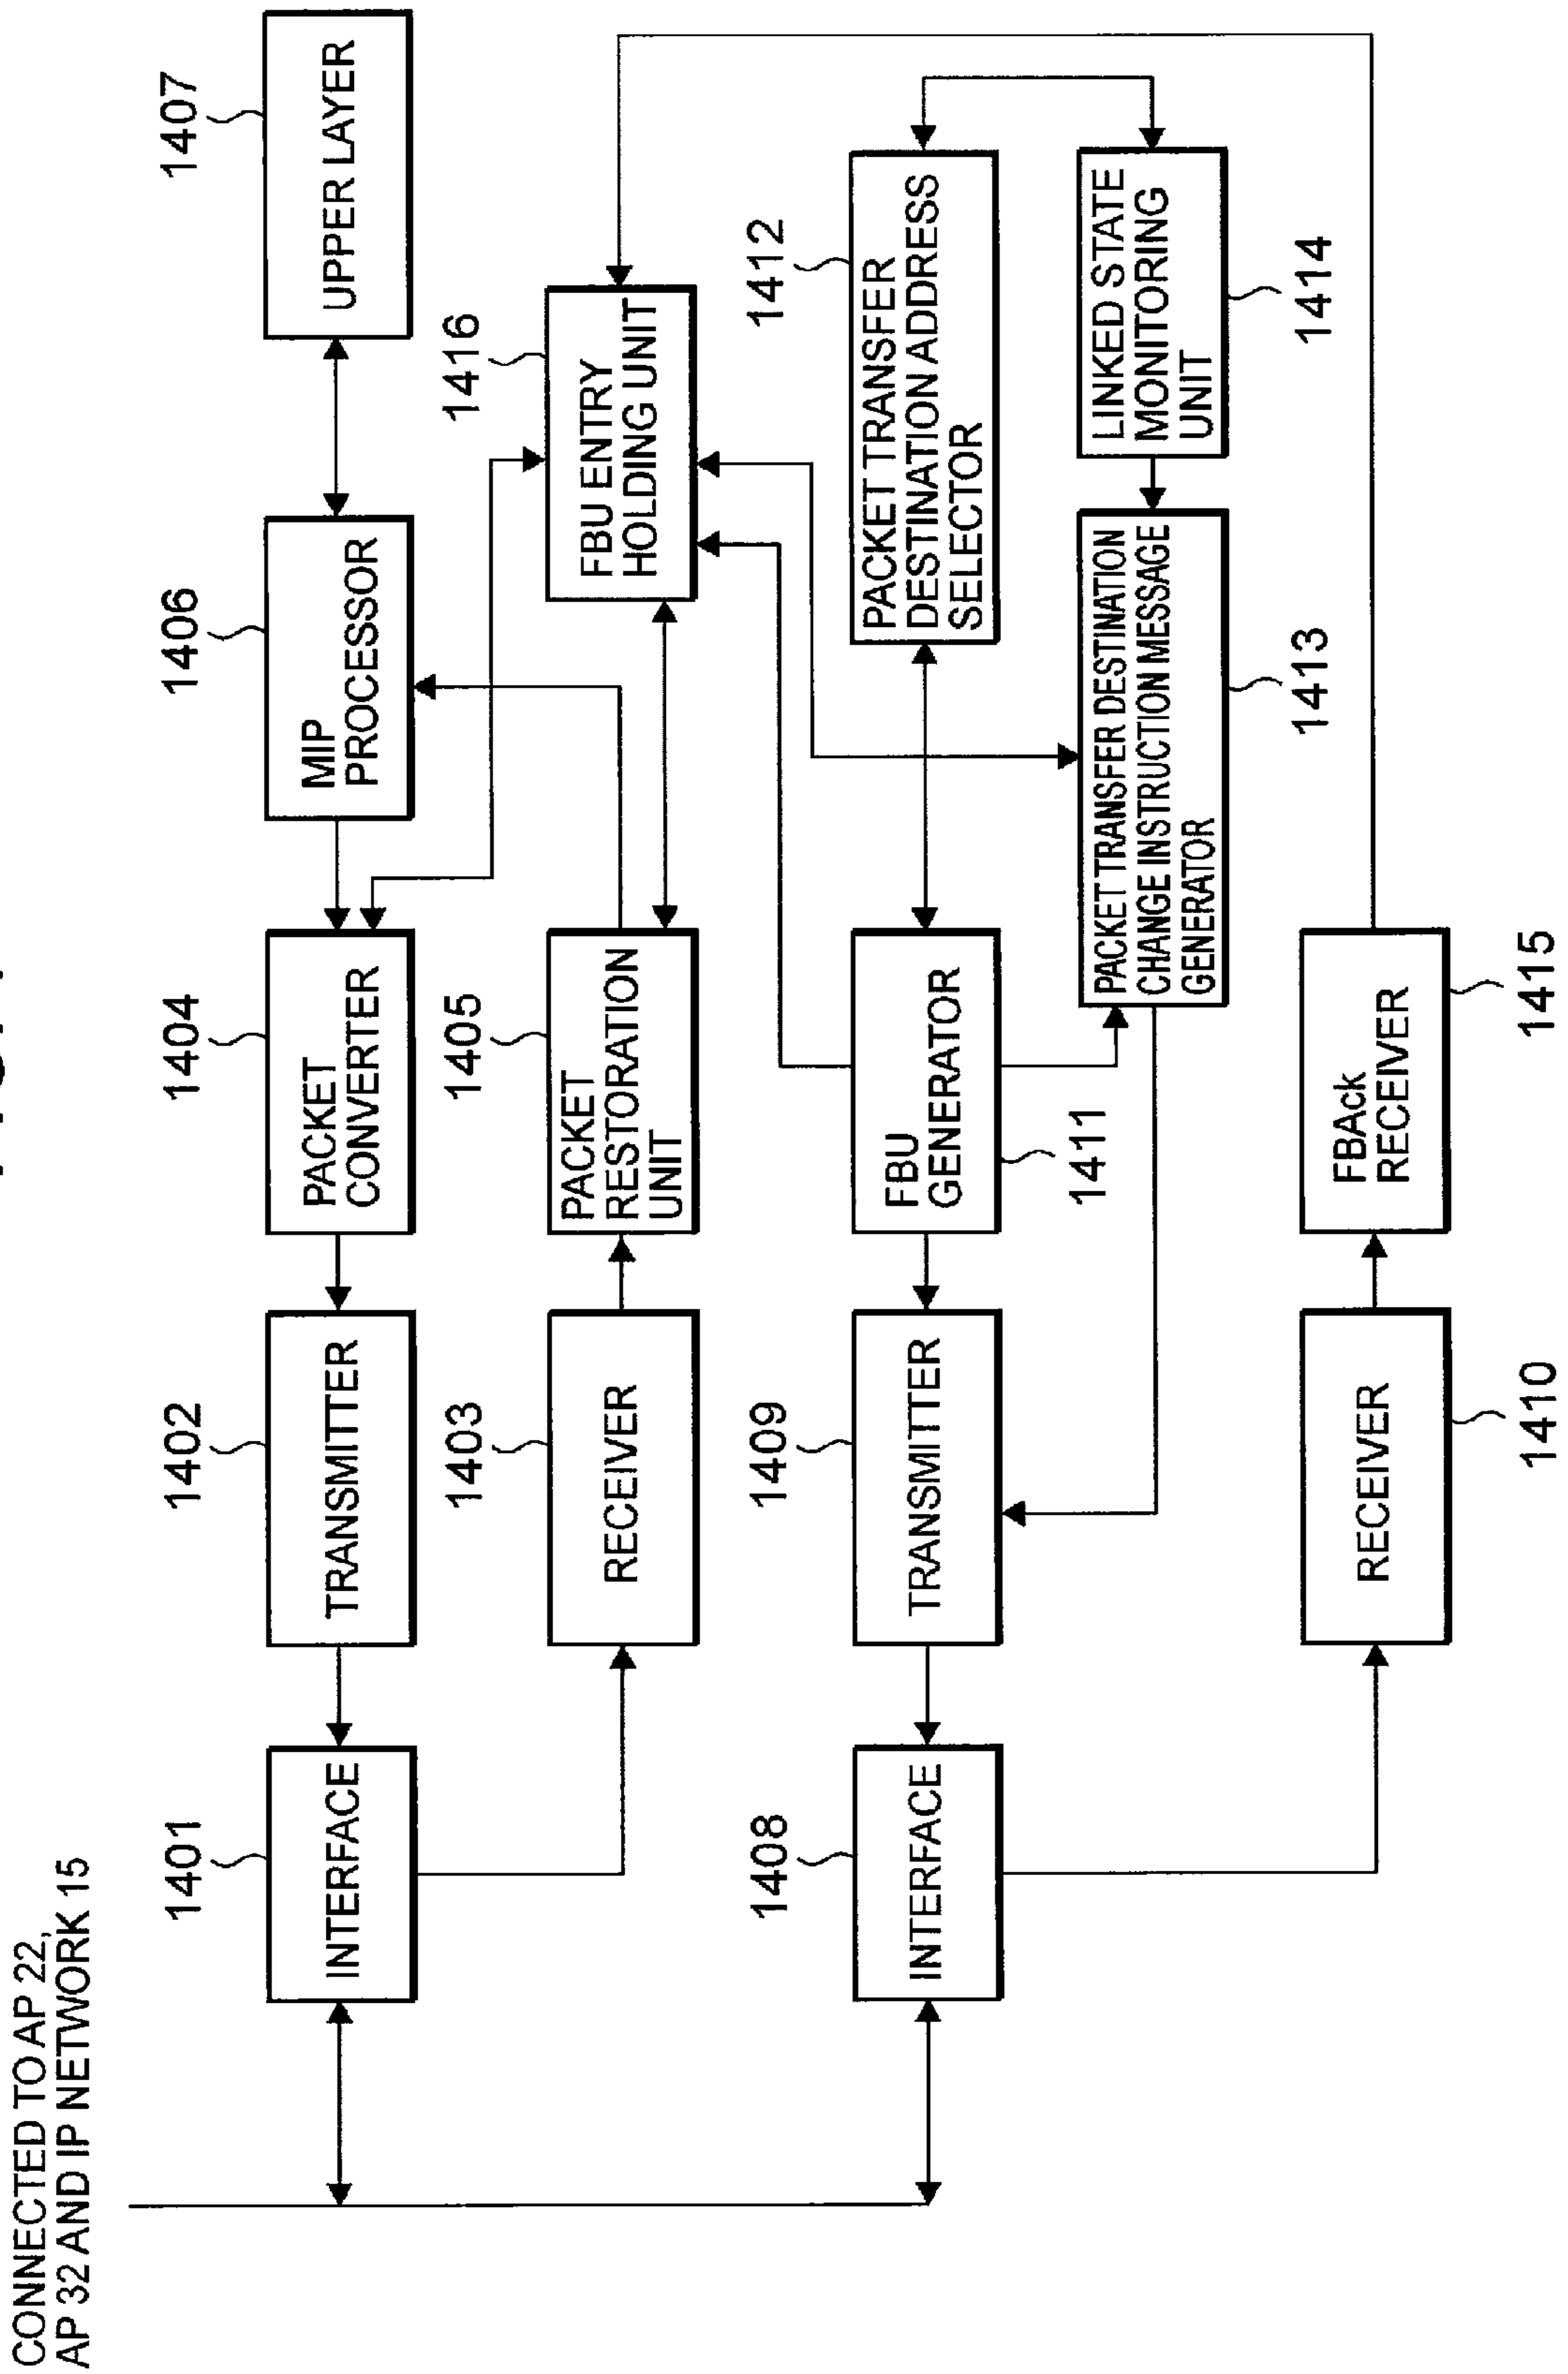 CONNECTED TO AP 22,
AP 32 AND IP NETWORK 15
1401
INTERFACE
1402
TRANSMITTER
1404
PACKET
CONVERTER
1406
MIP
PROCESSOR
1407
UPPER LAYER
1403
RECEIVER
1405
PACKET
RESTORATION
UNIT
1416
FBU ENTRY
HOLDING UNIT
1408
INTERFACE
1409
TRANSMITTER
FBU
GENERATOR
1411
1412
PACKET TRANSFER
DESTINATION ADDRESS
SELECTOR
PACKET TRANSFER DESTINATION
CHANGE INSTRUCTION MESSAGE
GENERATOR
1413
LINKED STATE
MONITORING
UNIT
1414
RECEIVER
1410
FBAck
RECEIVER
1415